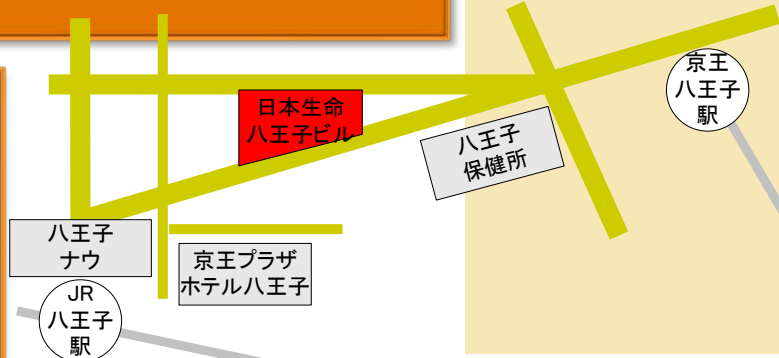 京王
八王子
駅
日本生命
八王子ビル
八王子
保健所
八王子
ナウ
京王プラザ
ホテル八王子
JR
八王子
駅